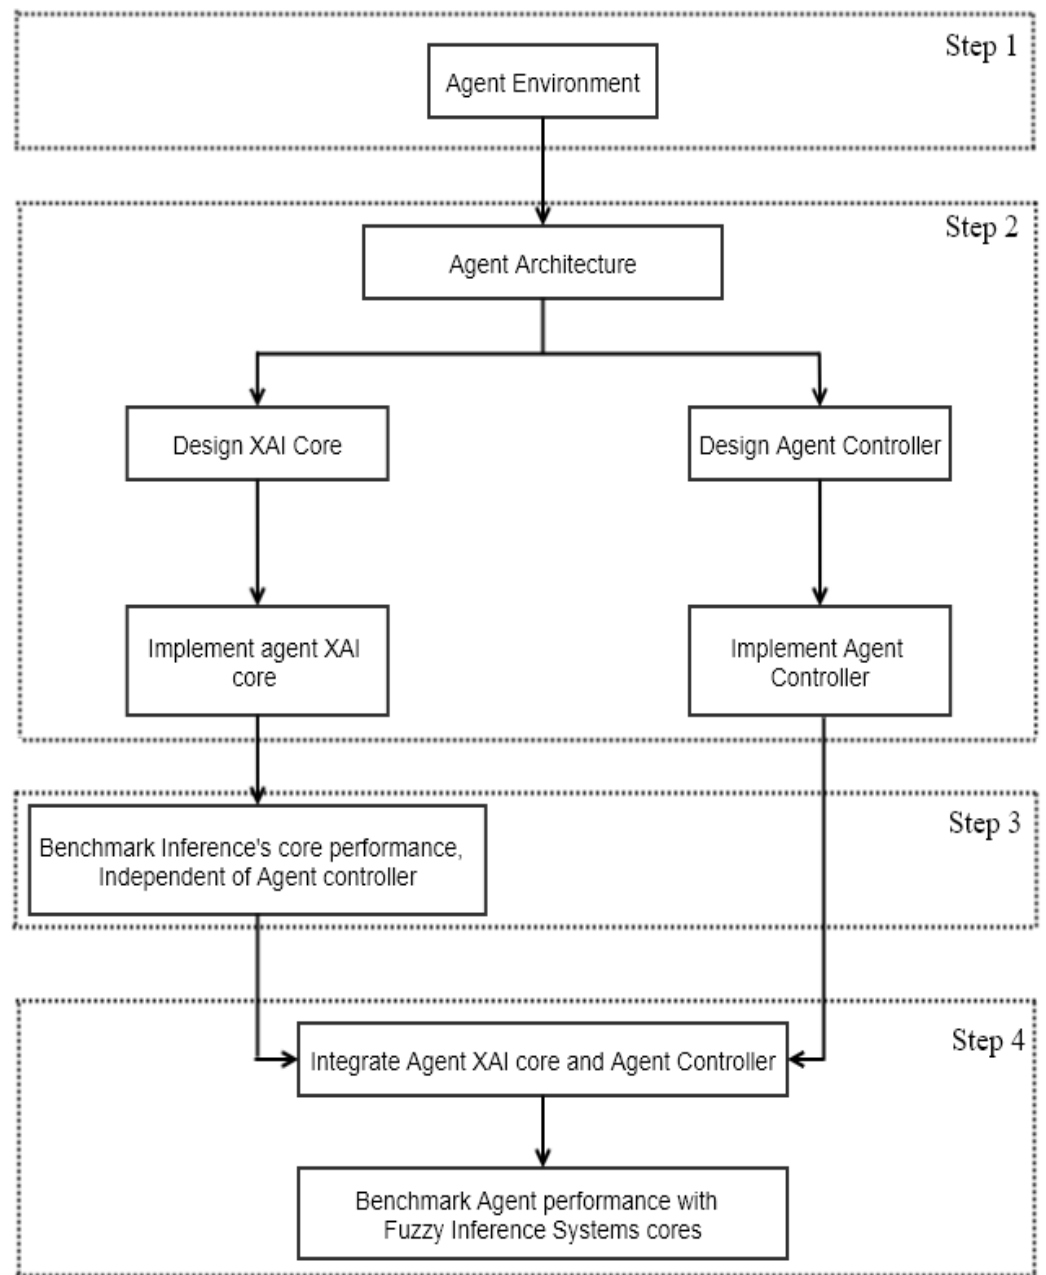 Step 1
Agent Environment
Step 2
Agent Architecture
Design XAI Core
Design Agent Controller
Implement agent XAI
core
Implement Agent
Controller
Step 3
Benchmark Inference's core performance,
Independent of Agent controller
Step 4
Integrate Agent XAI core and Agent Controller
Benchmark Agent performance with
Fuzzy Inference Systems cores